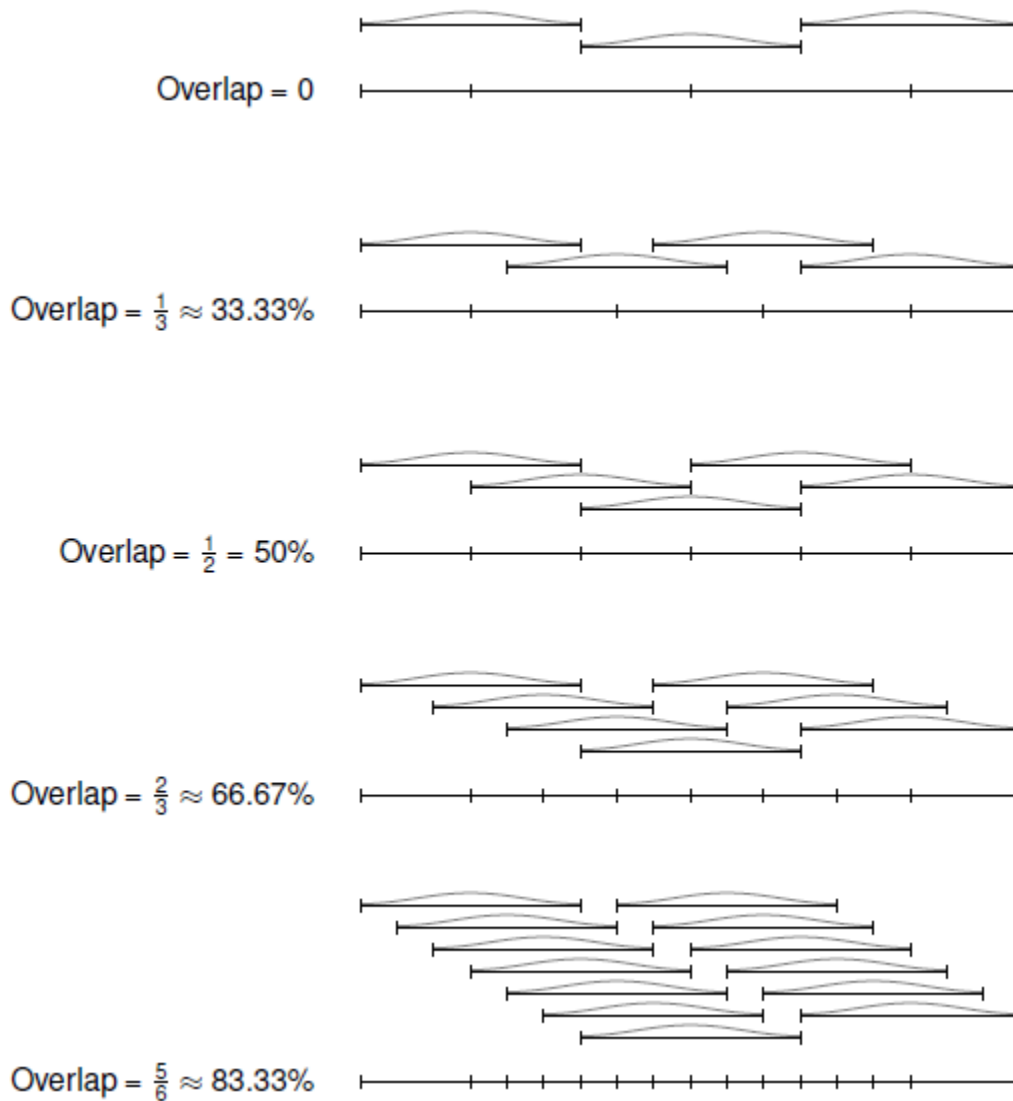 Overlap = 0
Overlap = 1/3 ≈ 33.33%
Overlap = 1/2 = 50%
Overlap = 2/3 ≈ 66.67%
Overlap = 5/6 ≈ 83.33%